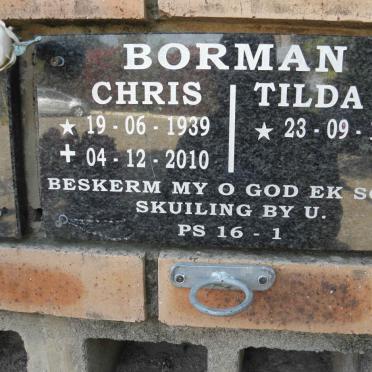 BORMAN
CHRIS TILDA
19 - 06 - 1939 23 - 09 -
04 - 12 - 2010
BESKERM MY O GOD EK
SKUILING BY U.
PS 16 - 1